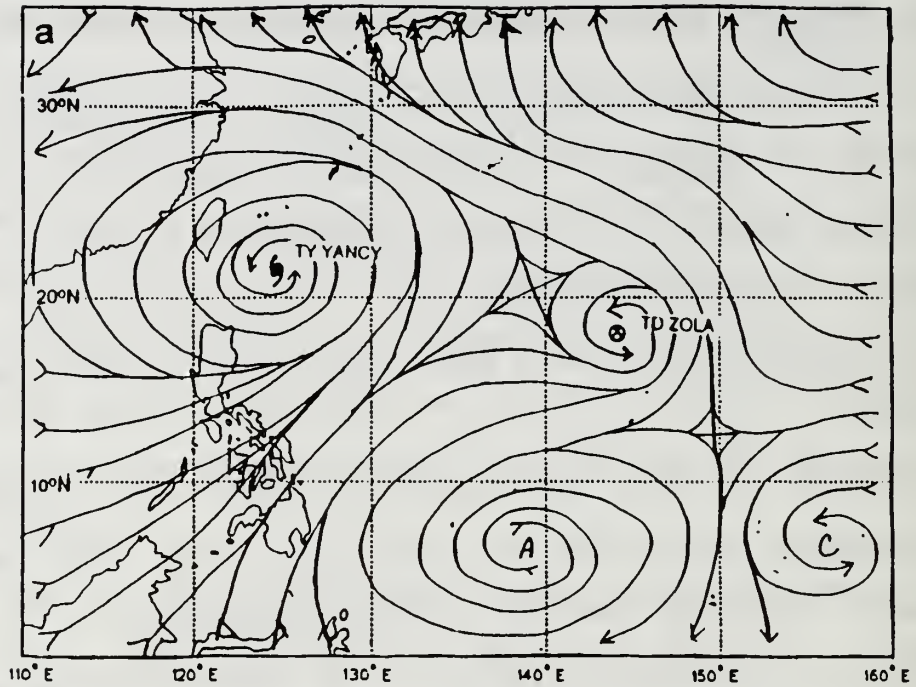 a
30°N
TY YANCY
20°N
TD ZOLA
10°N
A
C
110° E
120° E
130° E
140° E
150° E
160° E